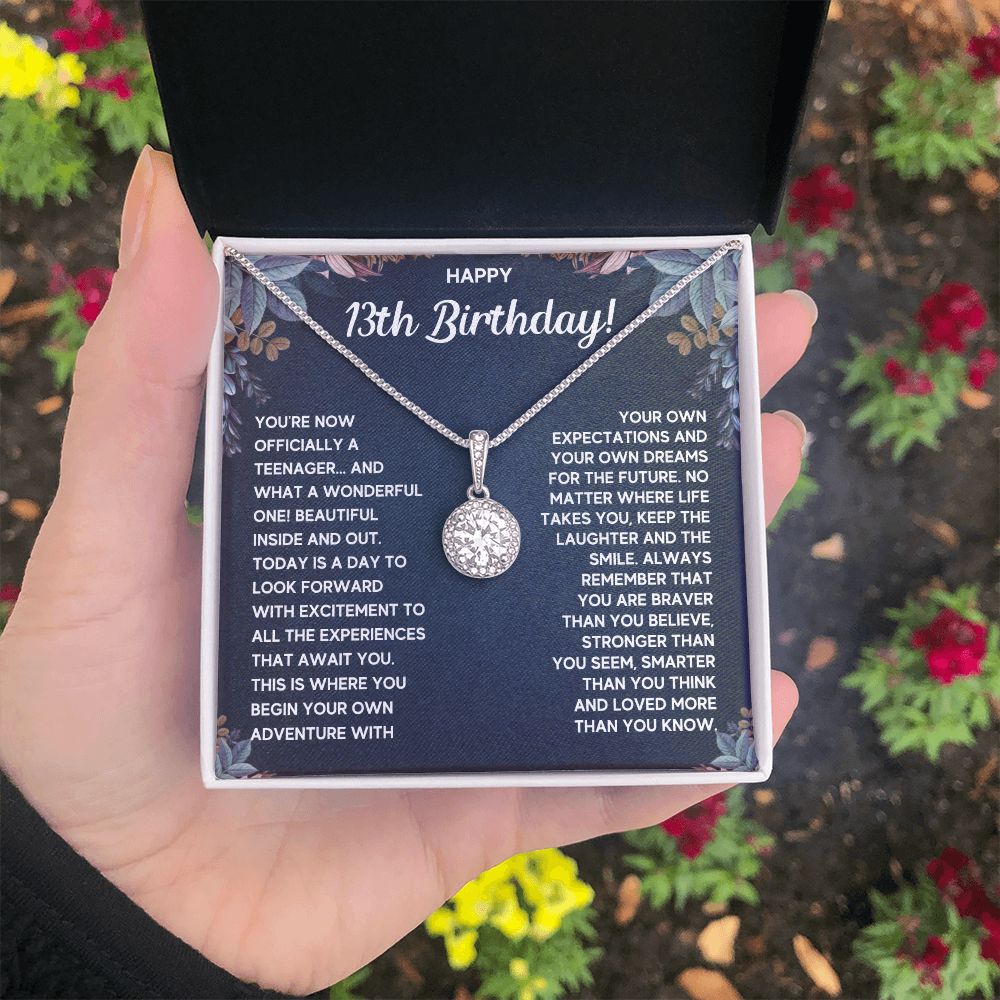 HAPPY
13th Birthday!
YOU'RE NOW
OFFICIALLY A
TEENAGER... AND
WHAT A WONDERFUL
ONE! BEAUTIFUL
INSIDE AND OUT.
TODAY IS A DAY TO
LOOK FORWARD
WITH EXCITEMENT TO
ALL THE EXPERIENCES
THAT AWAIT YOU.
THIS IS WHERE YOU
BEGIN YOUR OWN
ADVENTURE WITH
YOUR OWN
EXPECTATIONS AND
YOUR OWN DREAMS
FOR THE FUTURE. NO
MATTER WHERE LIFE
TAKES YOU, KEEP THE
LAUGHTER AND THE
SMILE. ALWAYS
REMEMBER THAT
YOU ARE BRAVER
THAN YOU BELIEVE,
STRONGER THAN
YOU SEEM, SMARTER
THAN YOU THINK
AND LOVED MORE
THAN YOU KNOW.